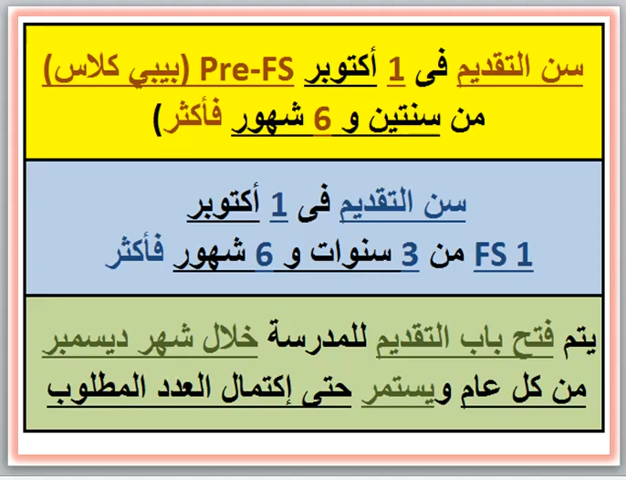 سن التقديم فى 1 أكتوبر Pre-FS (بيبي كلاس)
من سنتين و 6 شهور فأكثر)
سن التقديم فى 1 أكتوبر
FS 1 من 3 سنوات و 6 شهور فأكثر
يتم فتح باب التقديم للمدرسة خلال شهر ديسمبر
من كل عام ويستمر حتى إكتمال العدد المطلوب